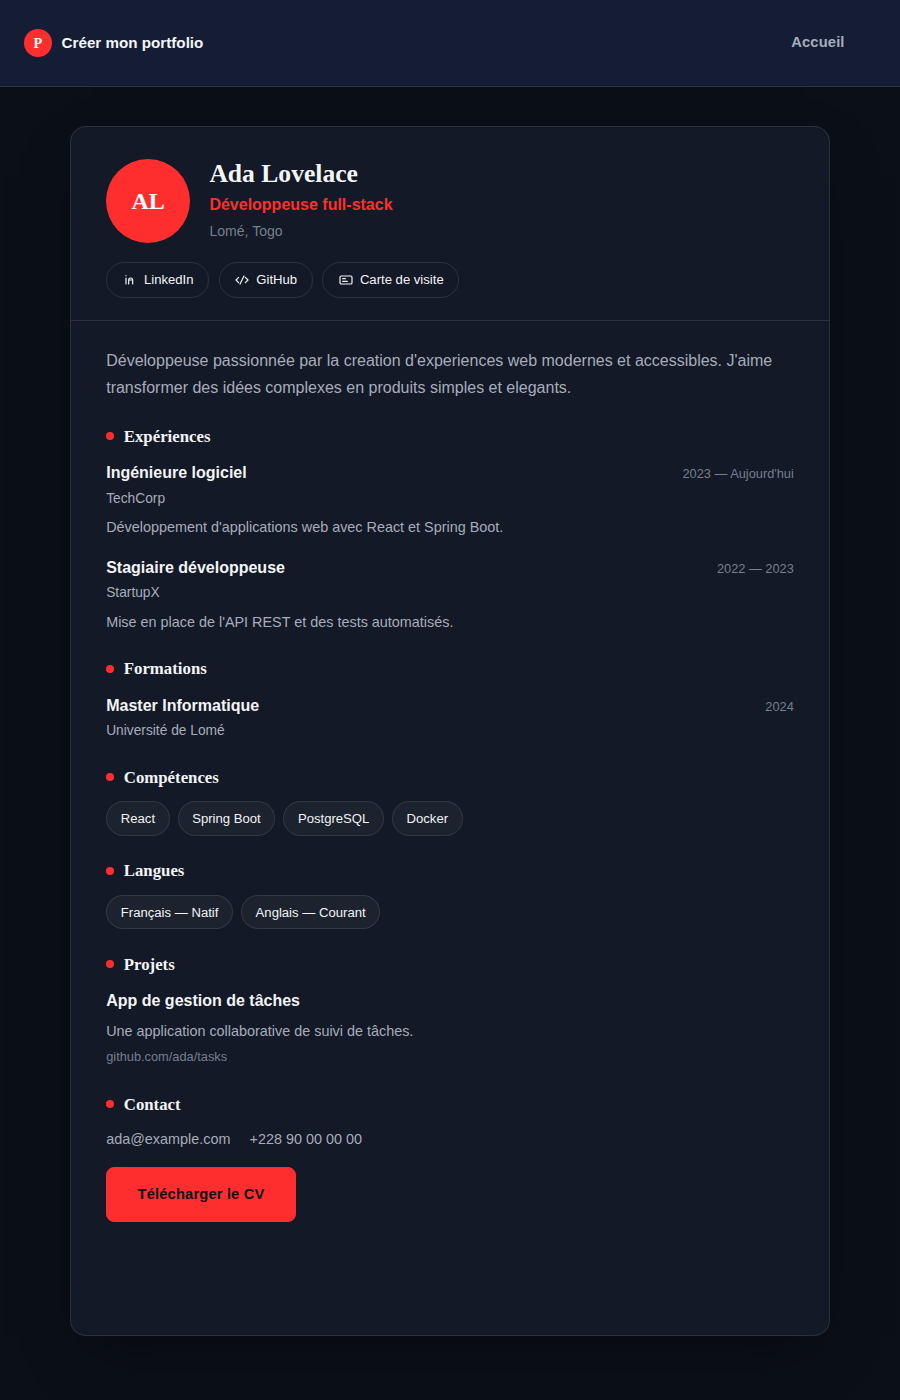 P Créer mon portfolio
Accueil
AL
Ada Lovelace
Développeuse full-stack
Lomé, Togo
LinkedIn
GitHub
Carte de visite
Développeuse passionnée par la creation d'experiences web modernes et accessibles. J'aime
transformer des idées complexes en produits simples et elegants.
Expériences
Ingénieure logiciel
2023 — Aujourd'hui
TechCorp
Développement d'applications web avec React et Spring Boot.
Stagiaire développeuse
2022 — 2023
StartupX
Mise en place de l'API REST et des tests automatisés.
Formations
Master Informatique
2024
Université de Lomé
Compétences
React
Spring Boot
PostgreSQL
Docker
Langues
Français — Natif
Anglais — Courant
Projets
App de gestion de tâches
Une application collaborative de suivi de tâches.
github.com/ada/tasks
Contact
ada@example.com
+228 90 00 00 00
Télécharger le CV